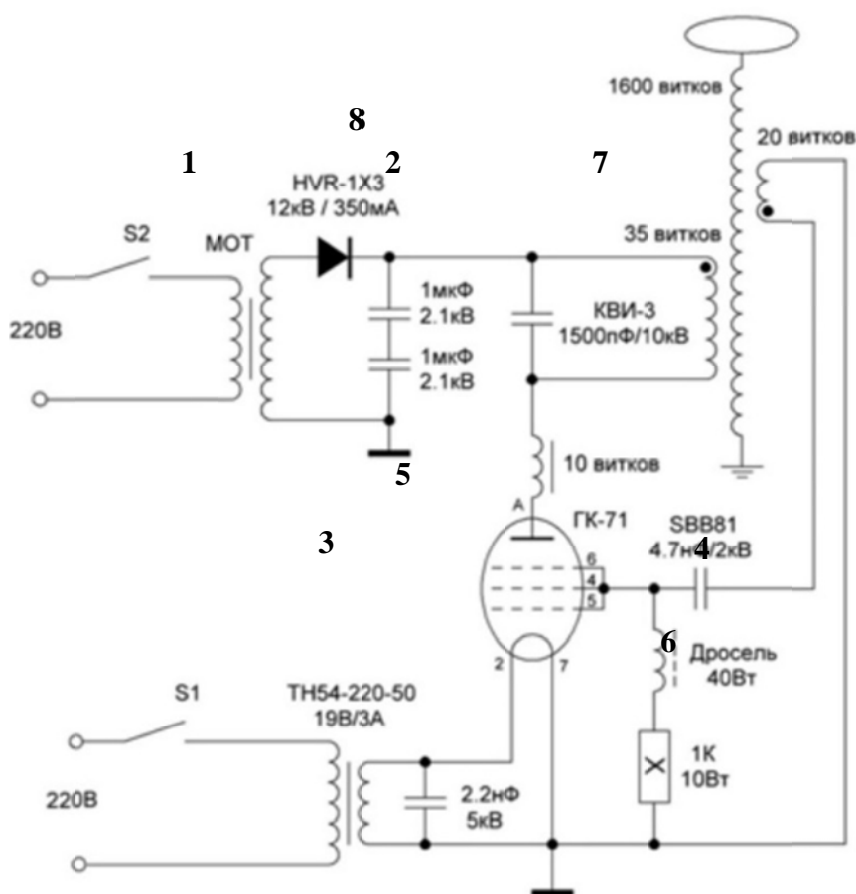 1600 витков
8
20 витков
1
2
7
HVR-1X3
12кВ / 350мА
S2
МОТ
35 витков
1мкФ
2.1кВ
КВИ-3
1500пФ/10кВ
220В
1мкФ
2.1кВ
5
10 витков
А
ГК-71
SBB81
3
4.7нФ/2кВ
4
6
4
5
6
Дросель
40Вт
2
7
S1
ТН54-220-50
19В/3А
1К
10Вт
220В
2.2нФ
5кВ